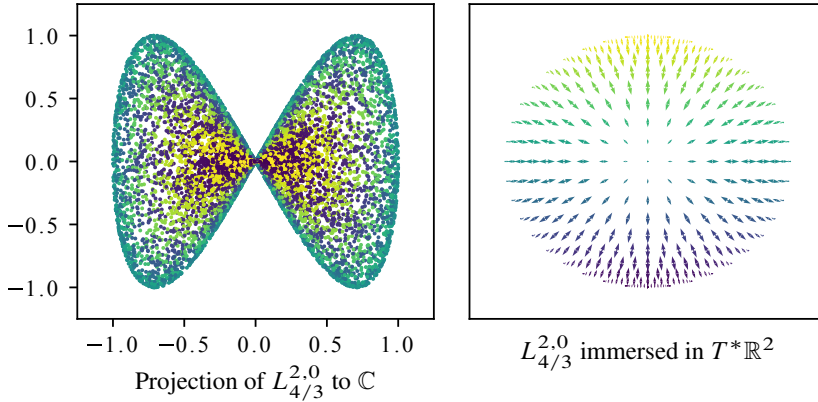 1.0
0.5
0.0
−0.5
−1.0
−1.0 −0.5 0.0 0.5 1.0
Projection of $L^{2,0}_{4/3}$ to ℂ
$L^{2,0}_{4/3}$ immersed in $T^*ℝ^2$